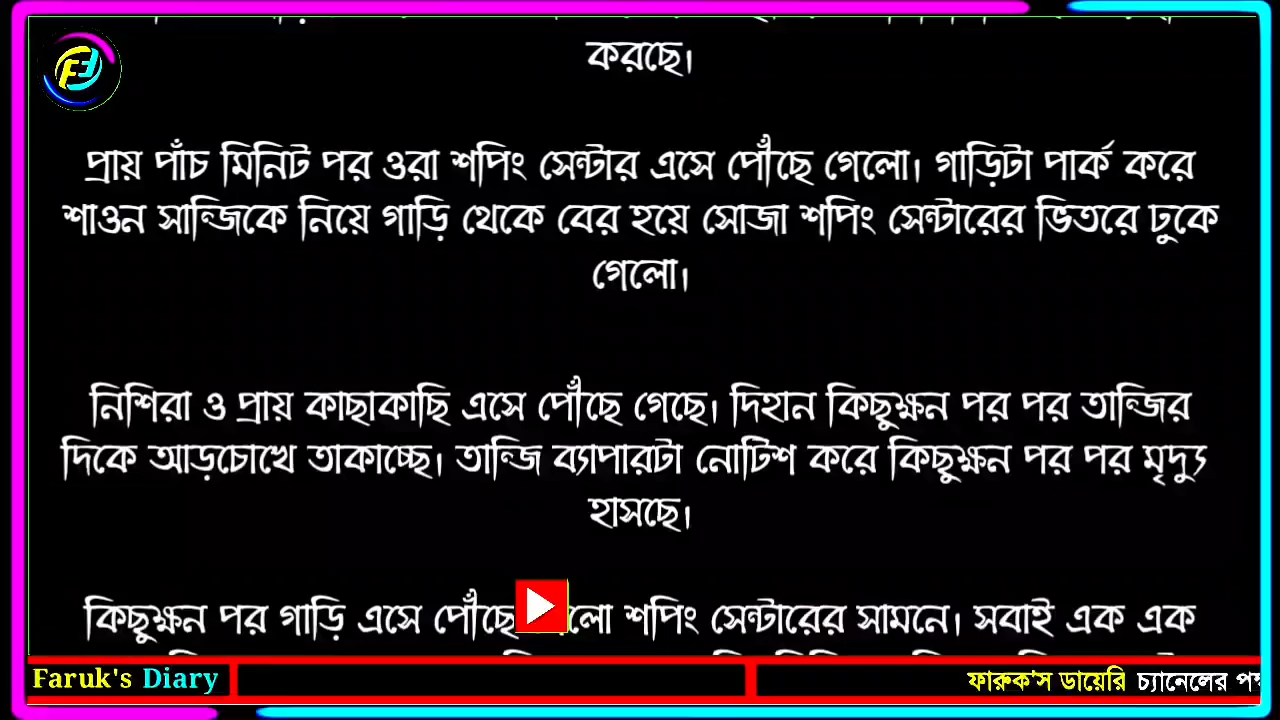 করছে।
প্রায় পাঁচ মিনিট পর ওরা শপিং সেন্টার এসে পৌঁছে গেলো। গাড়িটা পার্ক করে
শাওন সান্জিকে নিয়ে গাড়ি থেকে বের হয়ে সোজা শপিং সেন্টারের ভিতরে ঢুকে
গেলো।
নিশিরা ও প্রায় কাছাকাছি এসে পৌঁছে গেছে। দিহান কিছুক্ষন পর পর তান্জির
দিকে আড়চোখে তাকাচ্ছে। তান্জি ব্যাপারটা নোটিশ করে কিছুক্ষন পর পর মৃদ্যু
হাসছে।
কিছুক্ষন পর গাড়ি এসে পৌঁছে শপিং সেন্টারের সামনে। সবাই এক এক
Faruk's Diary
ফারুক'স ডায়েরি চ্যানেলের